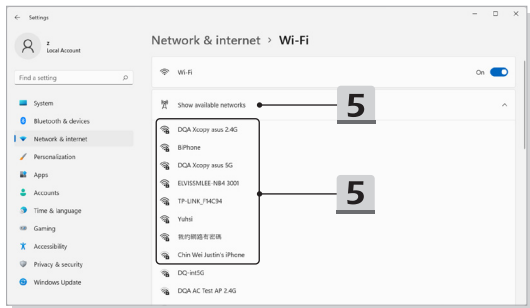 Settings
z
Local Account
Find a setting
System
Bluetooth & devices
Network & internet
Personalization
Apps
Accounts
Time & language
Gaming
Accessibility
Privacy & security
Windows Update
Network & internet > Wi-Fi
Wi-Fi
On
Show available networks
5
DQA Xcopy asus 2.4G
BiPhone
DQA Xcopy asus 5G
ELVISSMLEE-NB4 3001
TP-LINK_F14C94
Yuhsi
我的網路有密碼
Chin Wei Justin's iPhone
5
DQ-int5G
DQA AC Test AP 2.4G